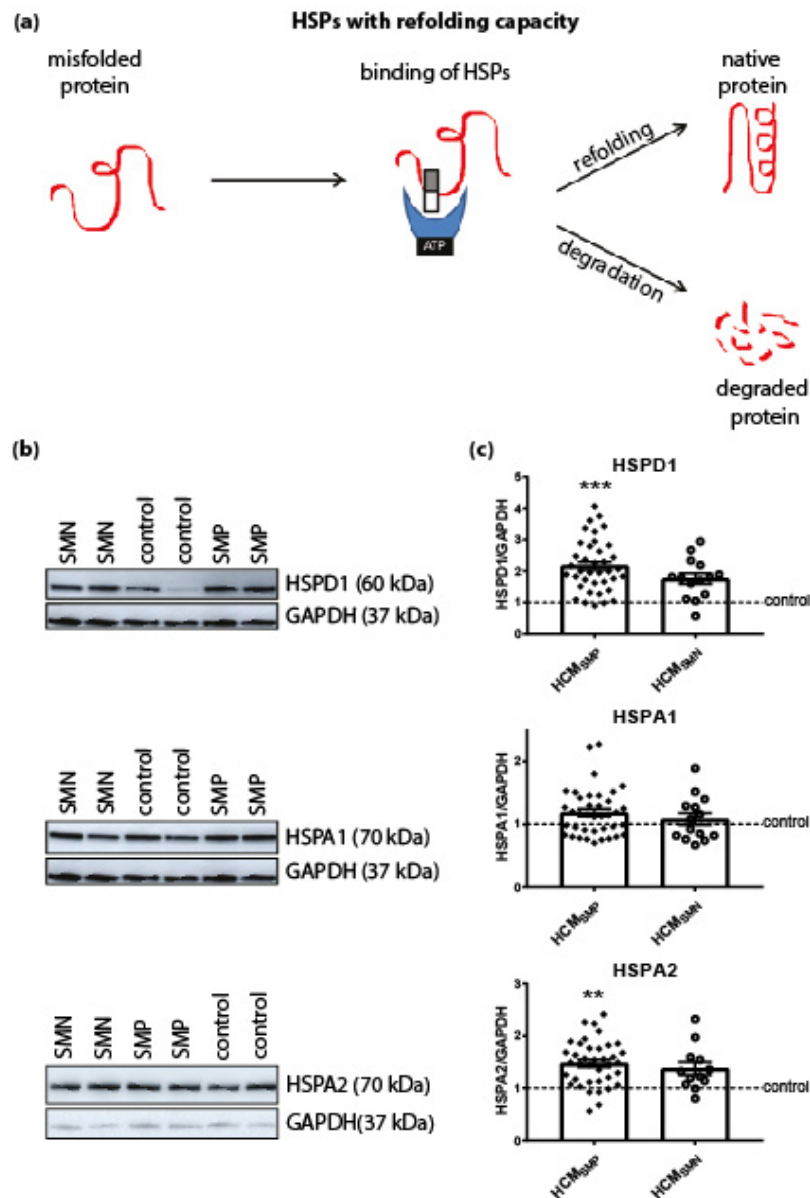 (a)
HSPs with refolding capacity
misfolded
protein
binding of HSPs
native
protein
refolding
ATP
degradation
degraded
protein
(b)
SMN
SMN
control
control
SMP
SMP
HSPD1 (60 kDa)
GAPDH (37 kDa)
SMN
SMN
control
control
SMP
SMP
HSPA1 (70 kDa)
GAPDH (37 kDa)
SMN
SMN
SMP
SMP
control
control
HSPA2 (70 kDa)
GAPDH(37 kDa)
(c)
HSPD1
***
HSPD1/GAPDH
5
4
3
2
1
0
control
HCMSMP
HCMSMN
HSPA1
HSPA1/GAPDH
2
1
0
control
HCMSMP
HCMSMN
HSPA2
**
HSPA2/GAPDH
3
2
1
0
control
HCMSMP
HCMSMN